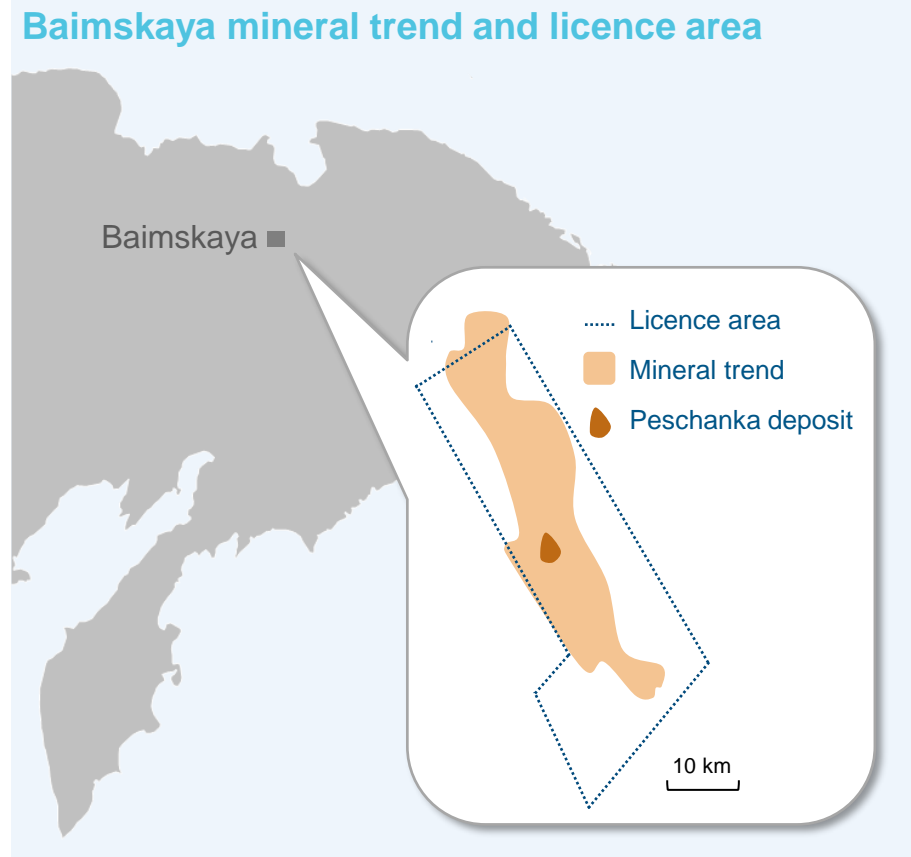 Baimskaya mineral trend and licence area
Baimskaya
Licence area
Mineral trend
Peschanka deposit
10 km